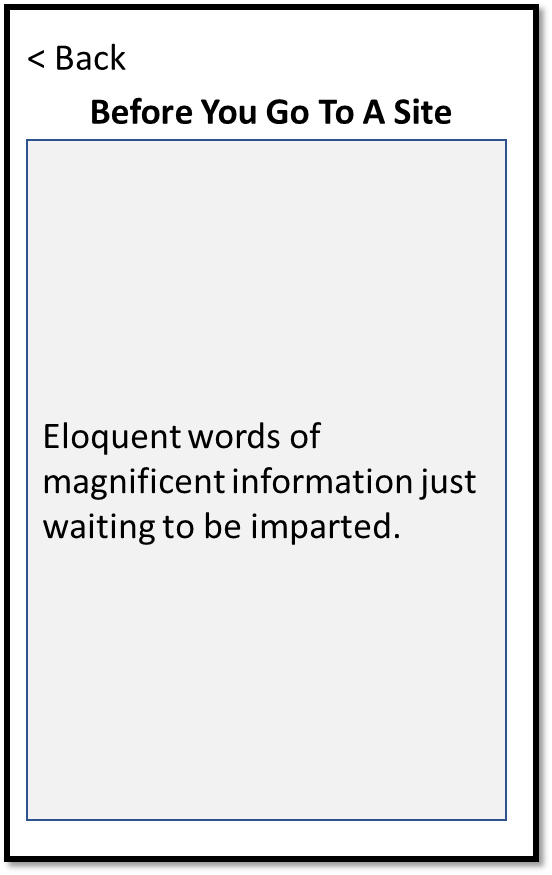 < Back
Before You Go To A Site
Eloquent words of
magnificent information just
waiting to be imparted.